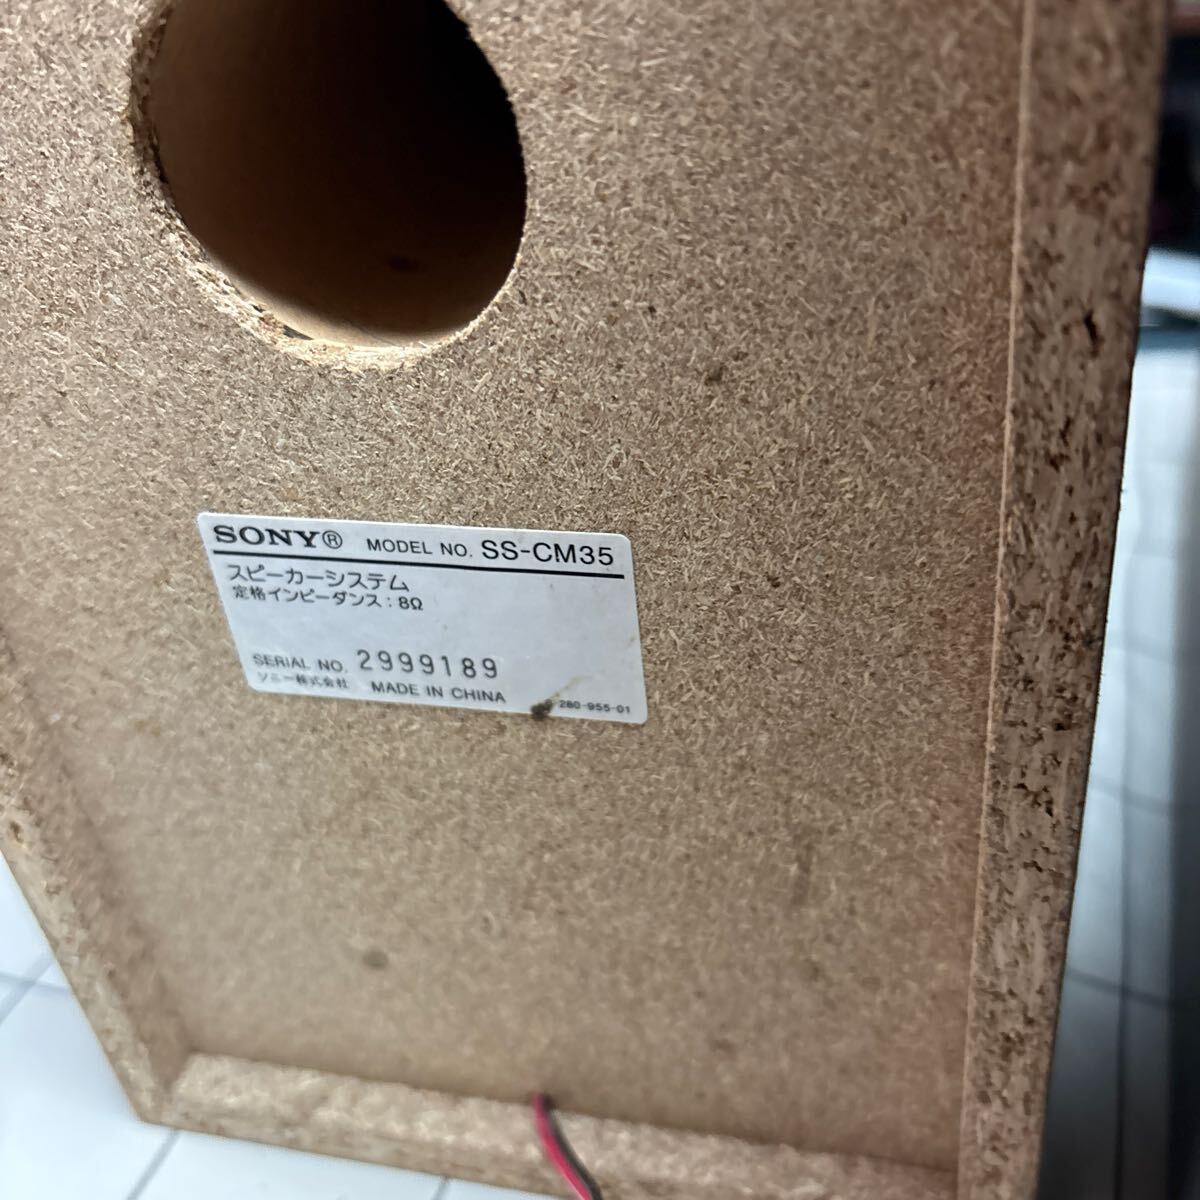 SONY® MODEL NO. SS-CM35
スピーカーシステム
定格インピーダンス：8Ω
SERIAL NO. 2999189
ソニー株式会社 MADE IN CHINA
280-955-01